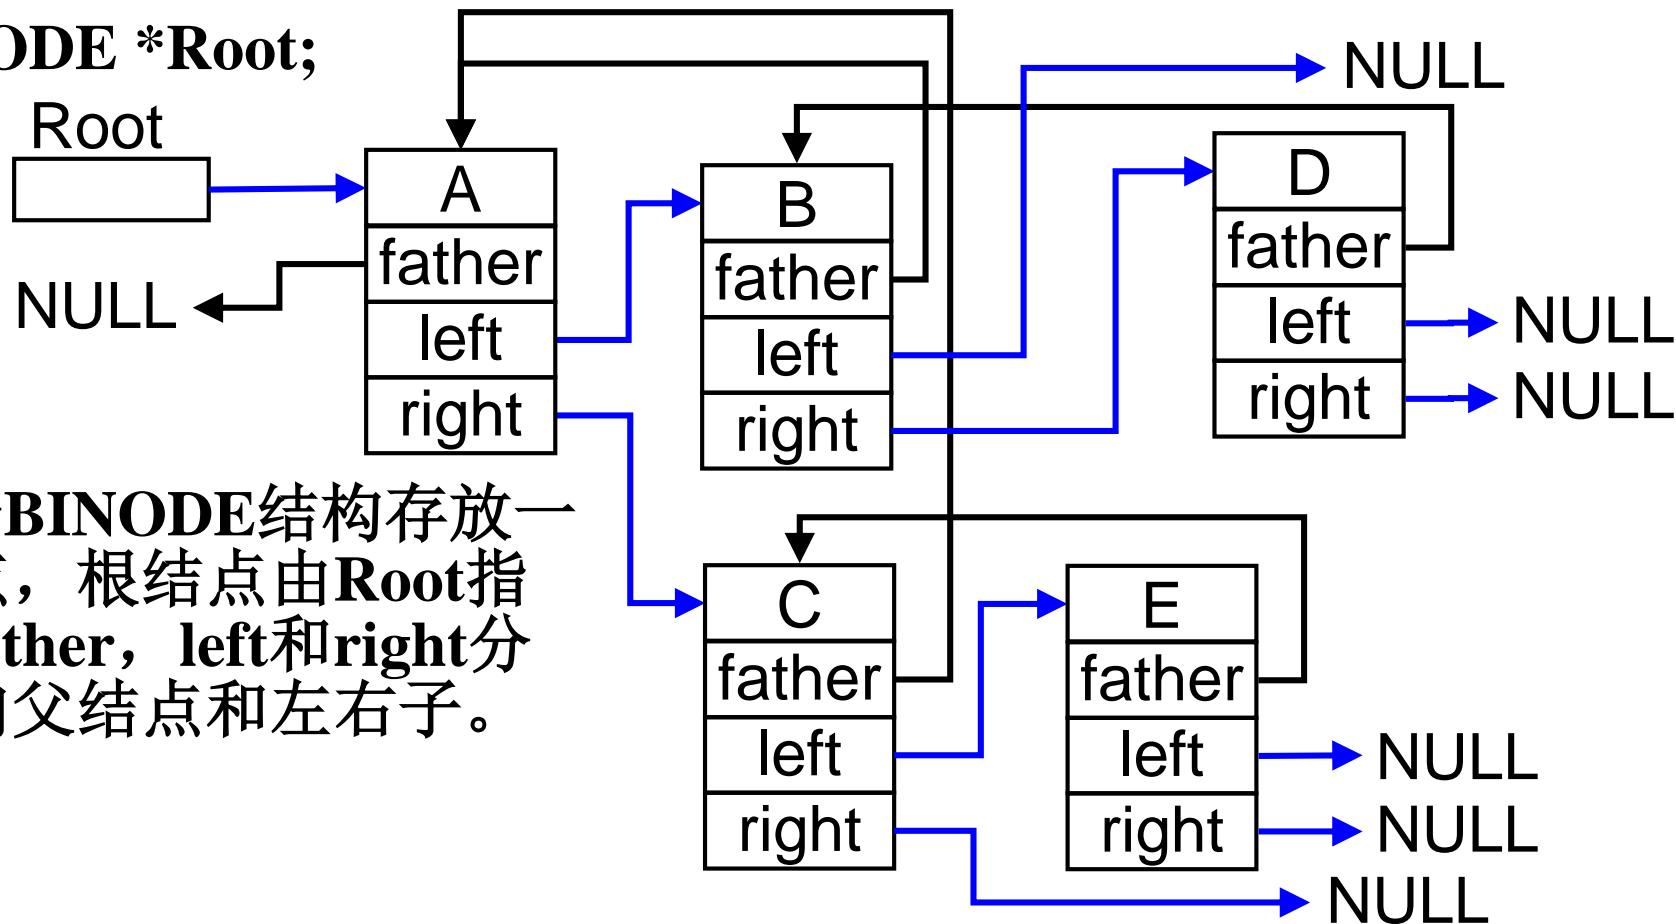 ODE *Root;
Root
NULL
A
father
left
right
B
father
left
right
NULL
D
father
left
right
NULL
NULL
BINODE结构存放一
，根结点由Root指
ther，left和right分
父结点和左右子。
C
father
left
right
E
father
left
right
NULL
NULL
NULL